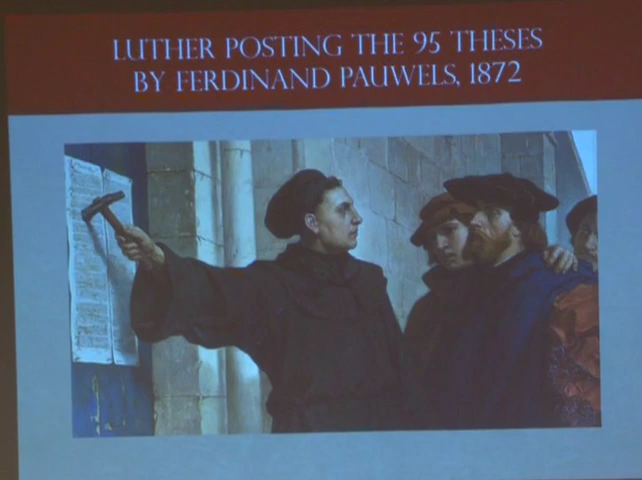 LUTHER POSTING THE 95 THESES
BY FERDINAND PAUWELS, 1872